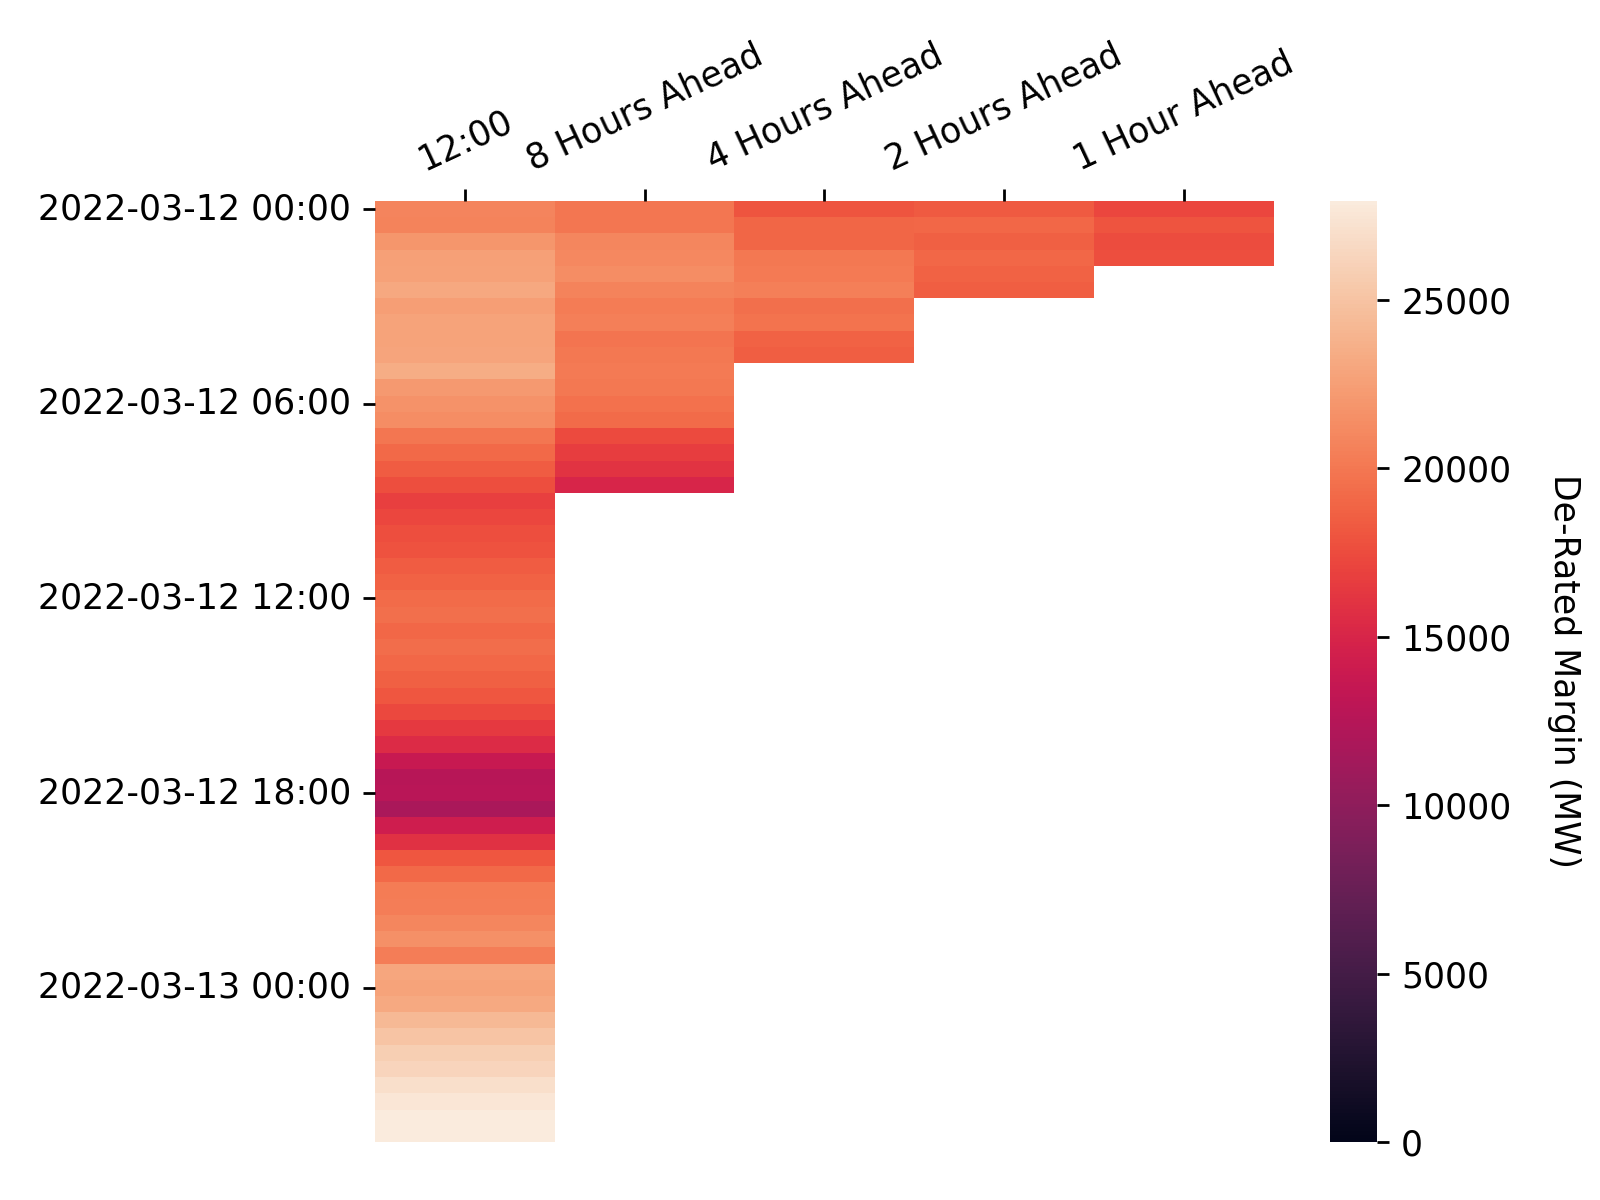 12:00
8 Hours Ahead
4 Hours Ahead
2 Hours Ahead
1 Hour Ahead
2022-03-12 00:00
2022-03-12 06:00
2022-03-12 12:00
2022-03-12 18:00
2022-03-13 00:00
25000
20000
15000
10000
5000
0
De-Rated Margin (MW)